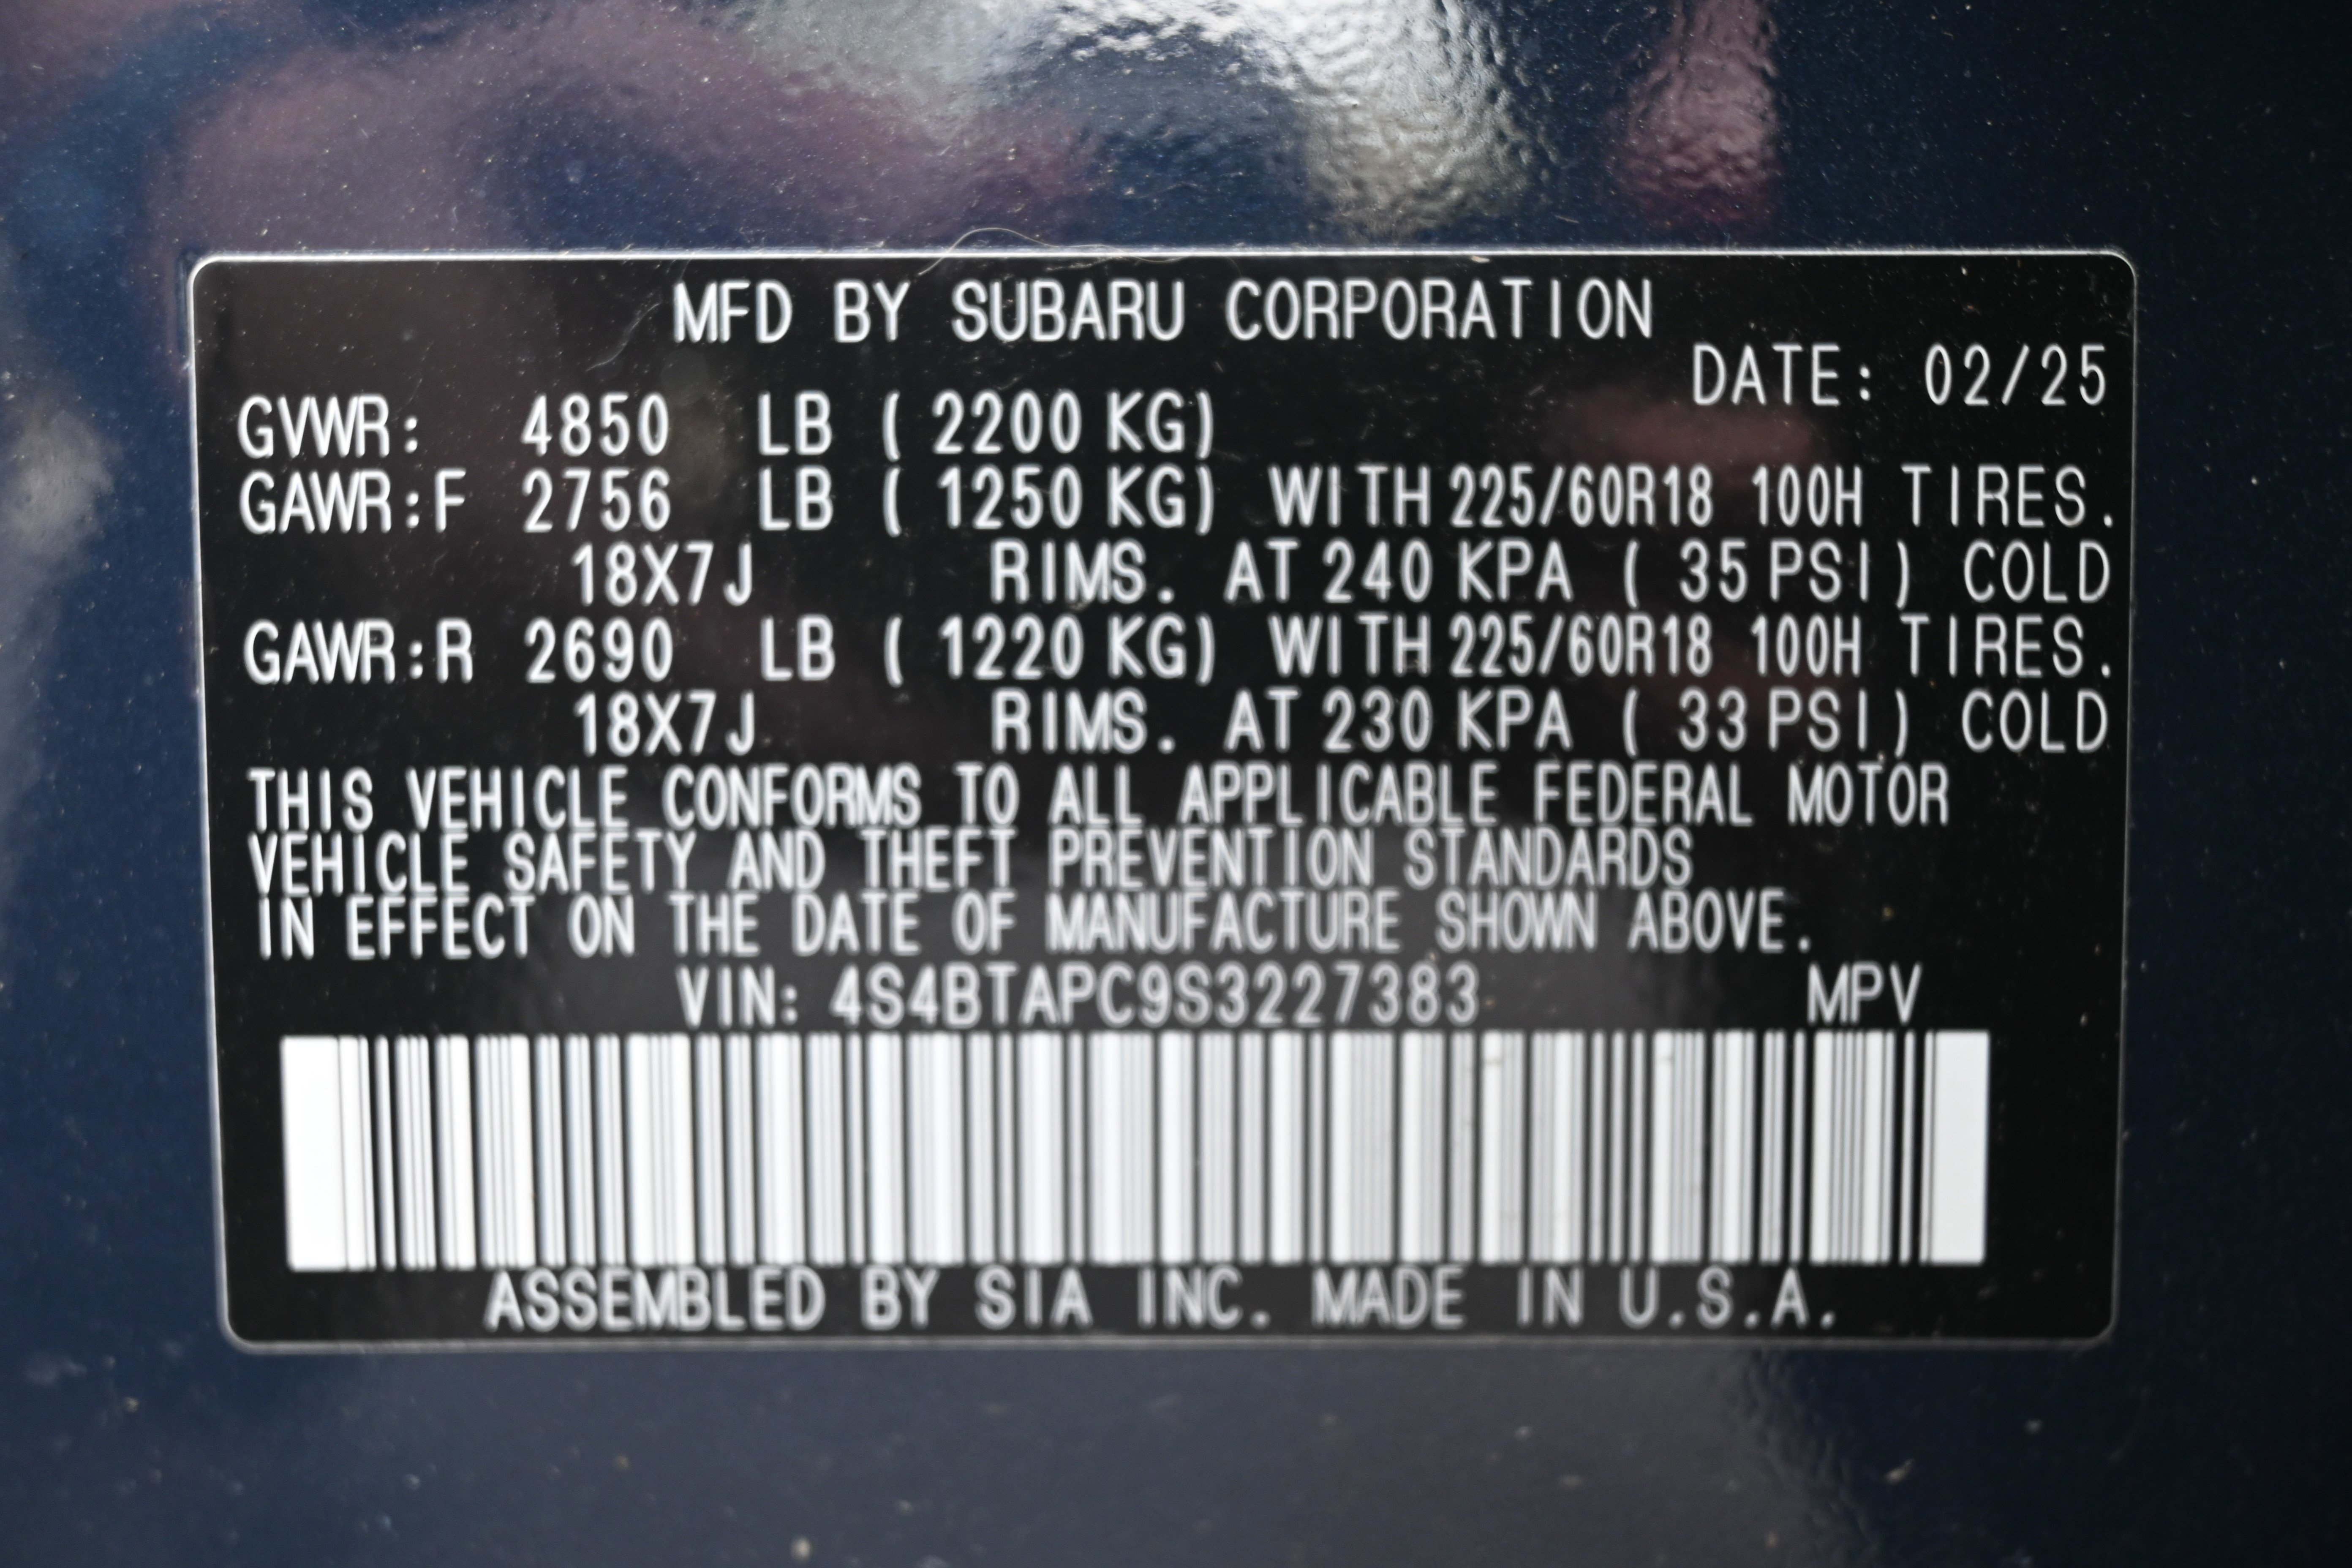 MFD BY SUBARU CORPORATION
DATE: 02/25
GVWR: 4850 LB ( 2200 KG)
GAWR:F 2756 LB ( 1250 KG) WITH 225/60R18 100H TIRES.
18X7J RIMS. AT 240 KPA ( 35 PSI) COLD
GAWR:R 2690 LB ( 1220 KG) WITH 225/60R18 100H TIRES.
18X7J RIMS. AT 230 KPA ( 33 PSI) COLD
THIS VEHICLE CONFORMS TO ALL APPLICABLE FEDERAL MOTOR
VEHICLE SAFETY AND THEFT PREVENTION STANDARDS
IN EFFECT ON THE DATE OF MANUFACTURE SHOWN ABOVE.
VIN: 4S4BTAPC9S3227383 MPV
ASSEMBLED BY SIA INC. MADE IN U.S.A.